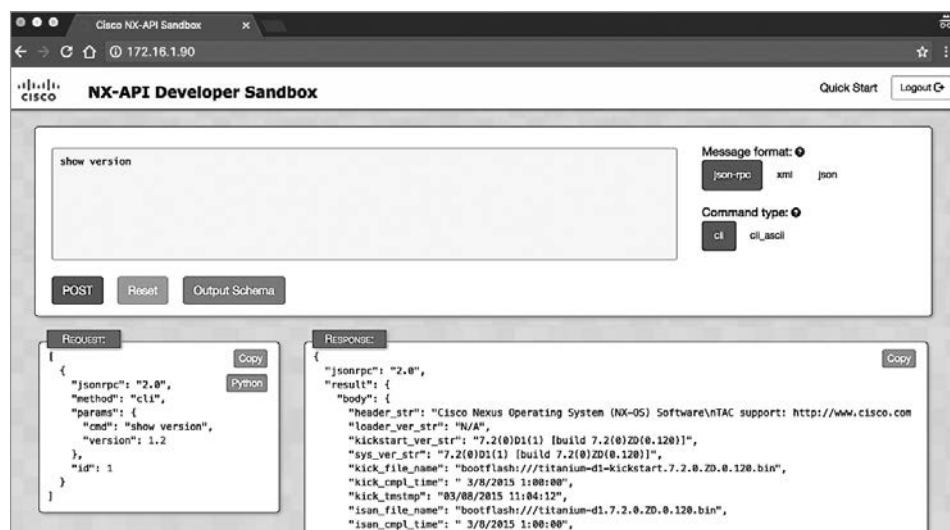 Cisco NX-API Sandbox
172.16.1.90
CISCO
NX-API Developer Sandbox
Quick Start
Logout
show version
Message format:
json-rpc xml json
Command type:
cli cli_ascii
POST Reset Output Schema
REQUEST:
Copy
Python
[
{
"jsonrpc": "2.0",
"method": "cli",
"params": {
"cmd": "show version",
"version": 1.2
},
"id": 1
}
]
RESPONSE:
Copy
{
"jsonrpc": "2.0",
"result": {
"body": {
"header_str": "Cisco Nexus Operating System (NX-OS) Software\nTAC support: http://www.cisco.com
"loader_ver_str": "N/A",
"kickstart_ver_str": "7.2(0)D1(1) [build 7.2(0)ZD(0.120)]",
"sys_ver_str": "7.2(0)D1(1) [build 7.2(0)ZD(0.120)]",
"kick_file_name": "bootflash:///titanium-d1-kickstart.7.2.0.ZD.0.120.bin",
"kick_cmpl_time": " 3/8/2015 1:00:00",
"kick_tmstmp": "03/08/2015 11:04:12",
"isan_file_name": "bootflash:///titanium-d1.7.2.0.ZD.0.120.bin",
"isan_cmpl_time": " 3/8/2015 1:00:00",